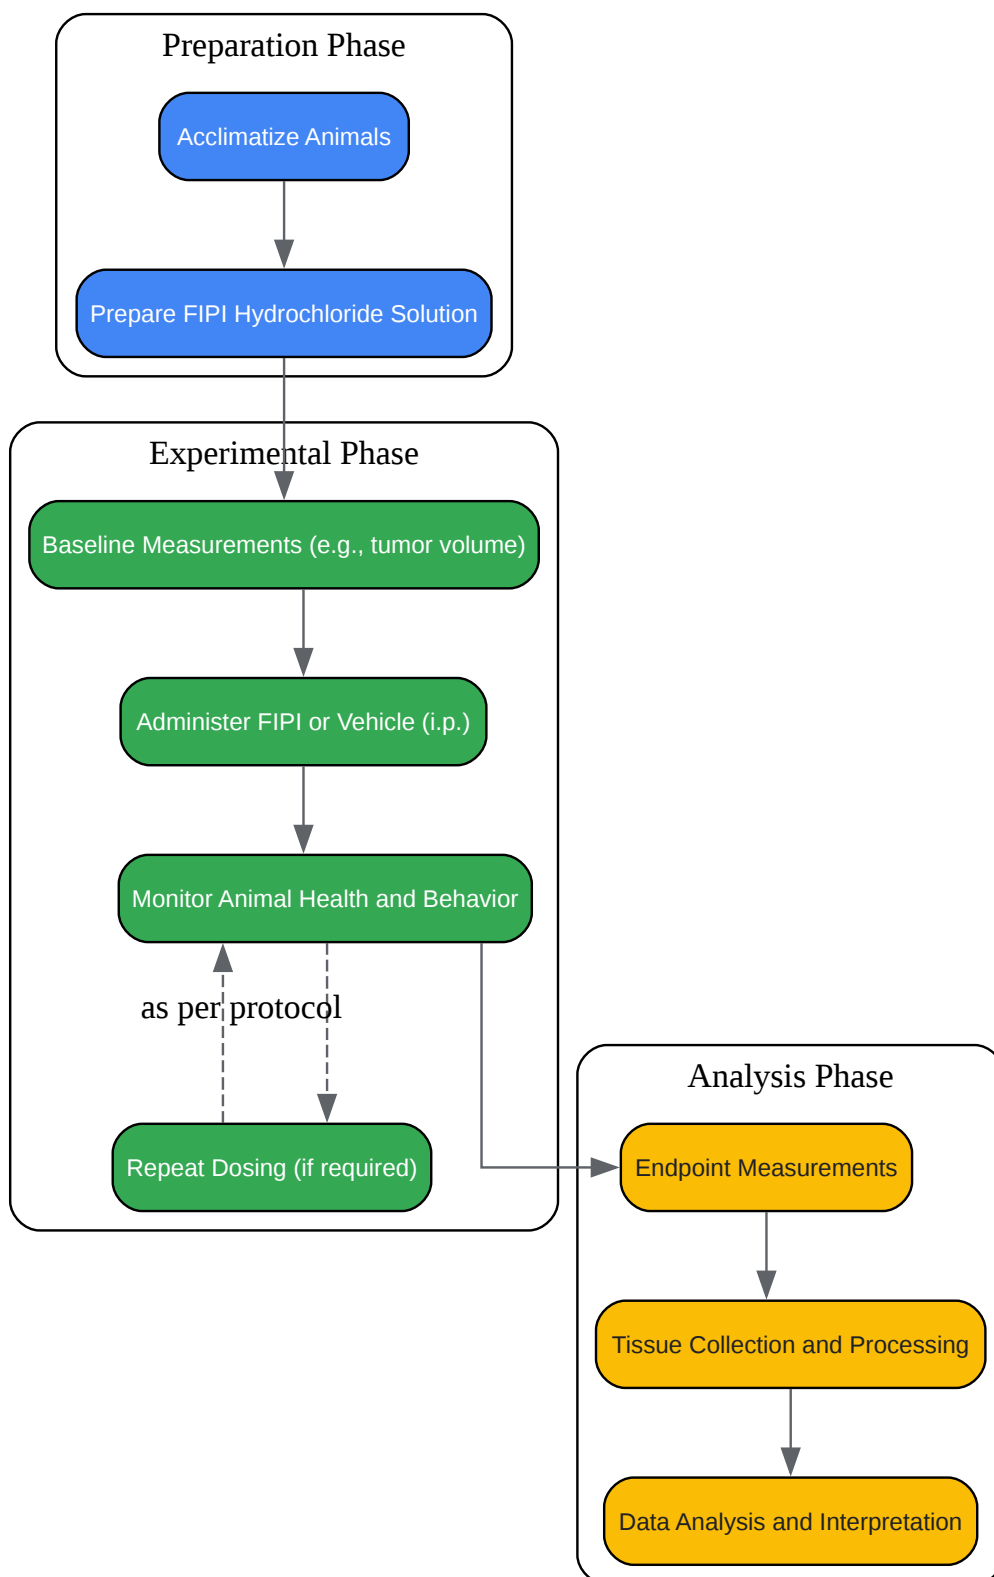 Preparation Phase
Acclimatize Animals
Prepare FIPI Hydrochloride Solution
Experimental Phase
Baseline Measurements (e.g., tumor volume)
Administer FIPI or Vehicle (i.p.)
Monitor Animal Health and Behavior
as per protocol
Repeat Dosing (if required)
Analysis Phase
Endpoint Measurements
Tissue Collection and Processing
Data Analysis and Interpretation